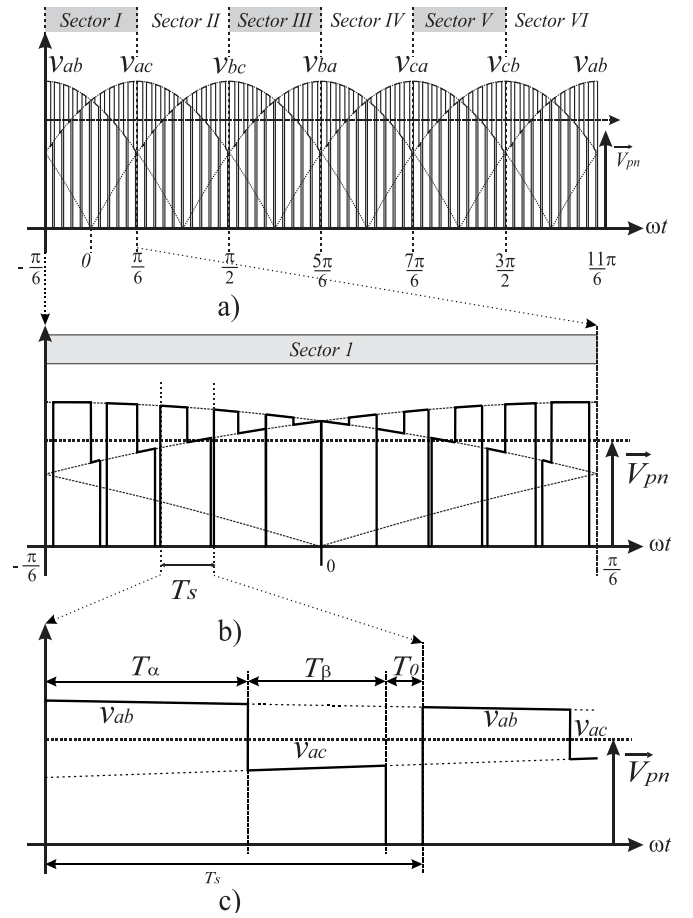 Sector I Sector II Sector III Sector IV Sector V Sector VI
vab vac vbc vba vca vcb vab
Vpn
ωt
-π/6 0 π/6 π/2 5π/6 7π/6 3π/2 11π/6
a)
Sector 1
Vpn
-π/6 0 -π/6 ωt
Ts
b)
Tα Tβ T0
vab vab
vac vac
Vpn
ωt
Ts
c)